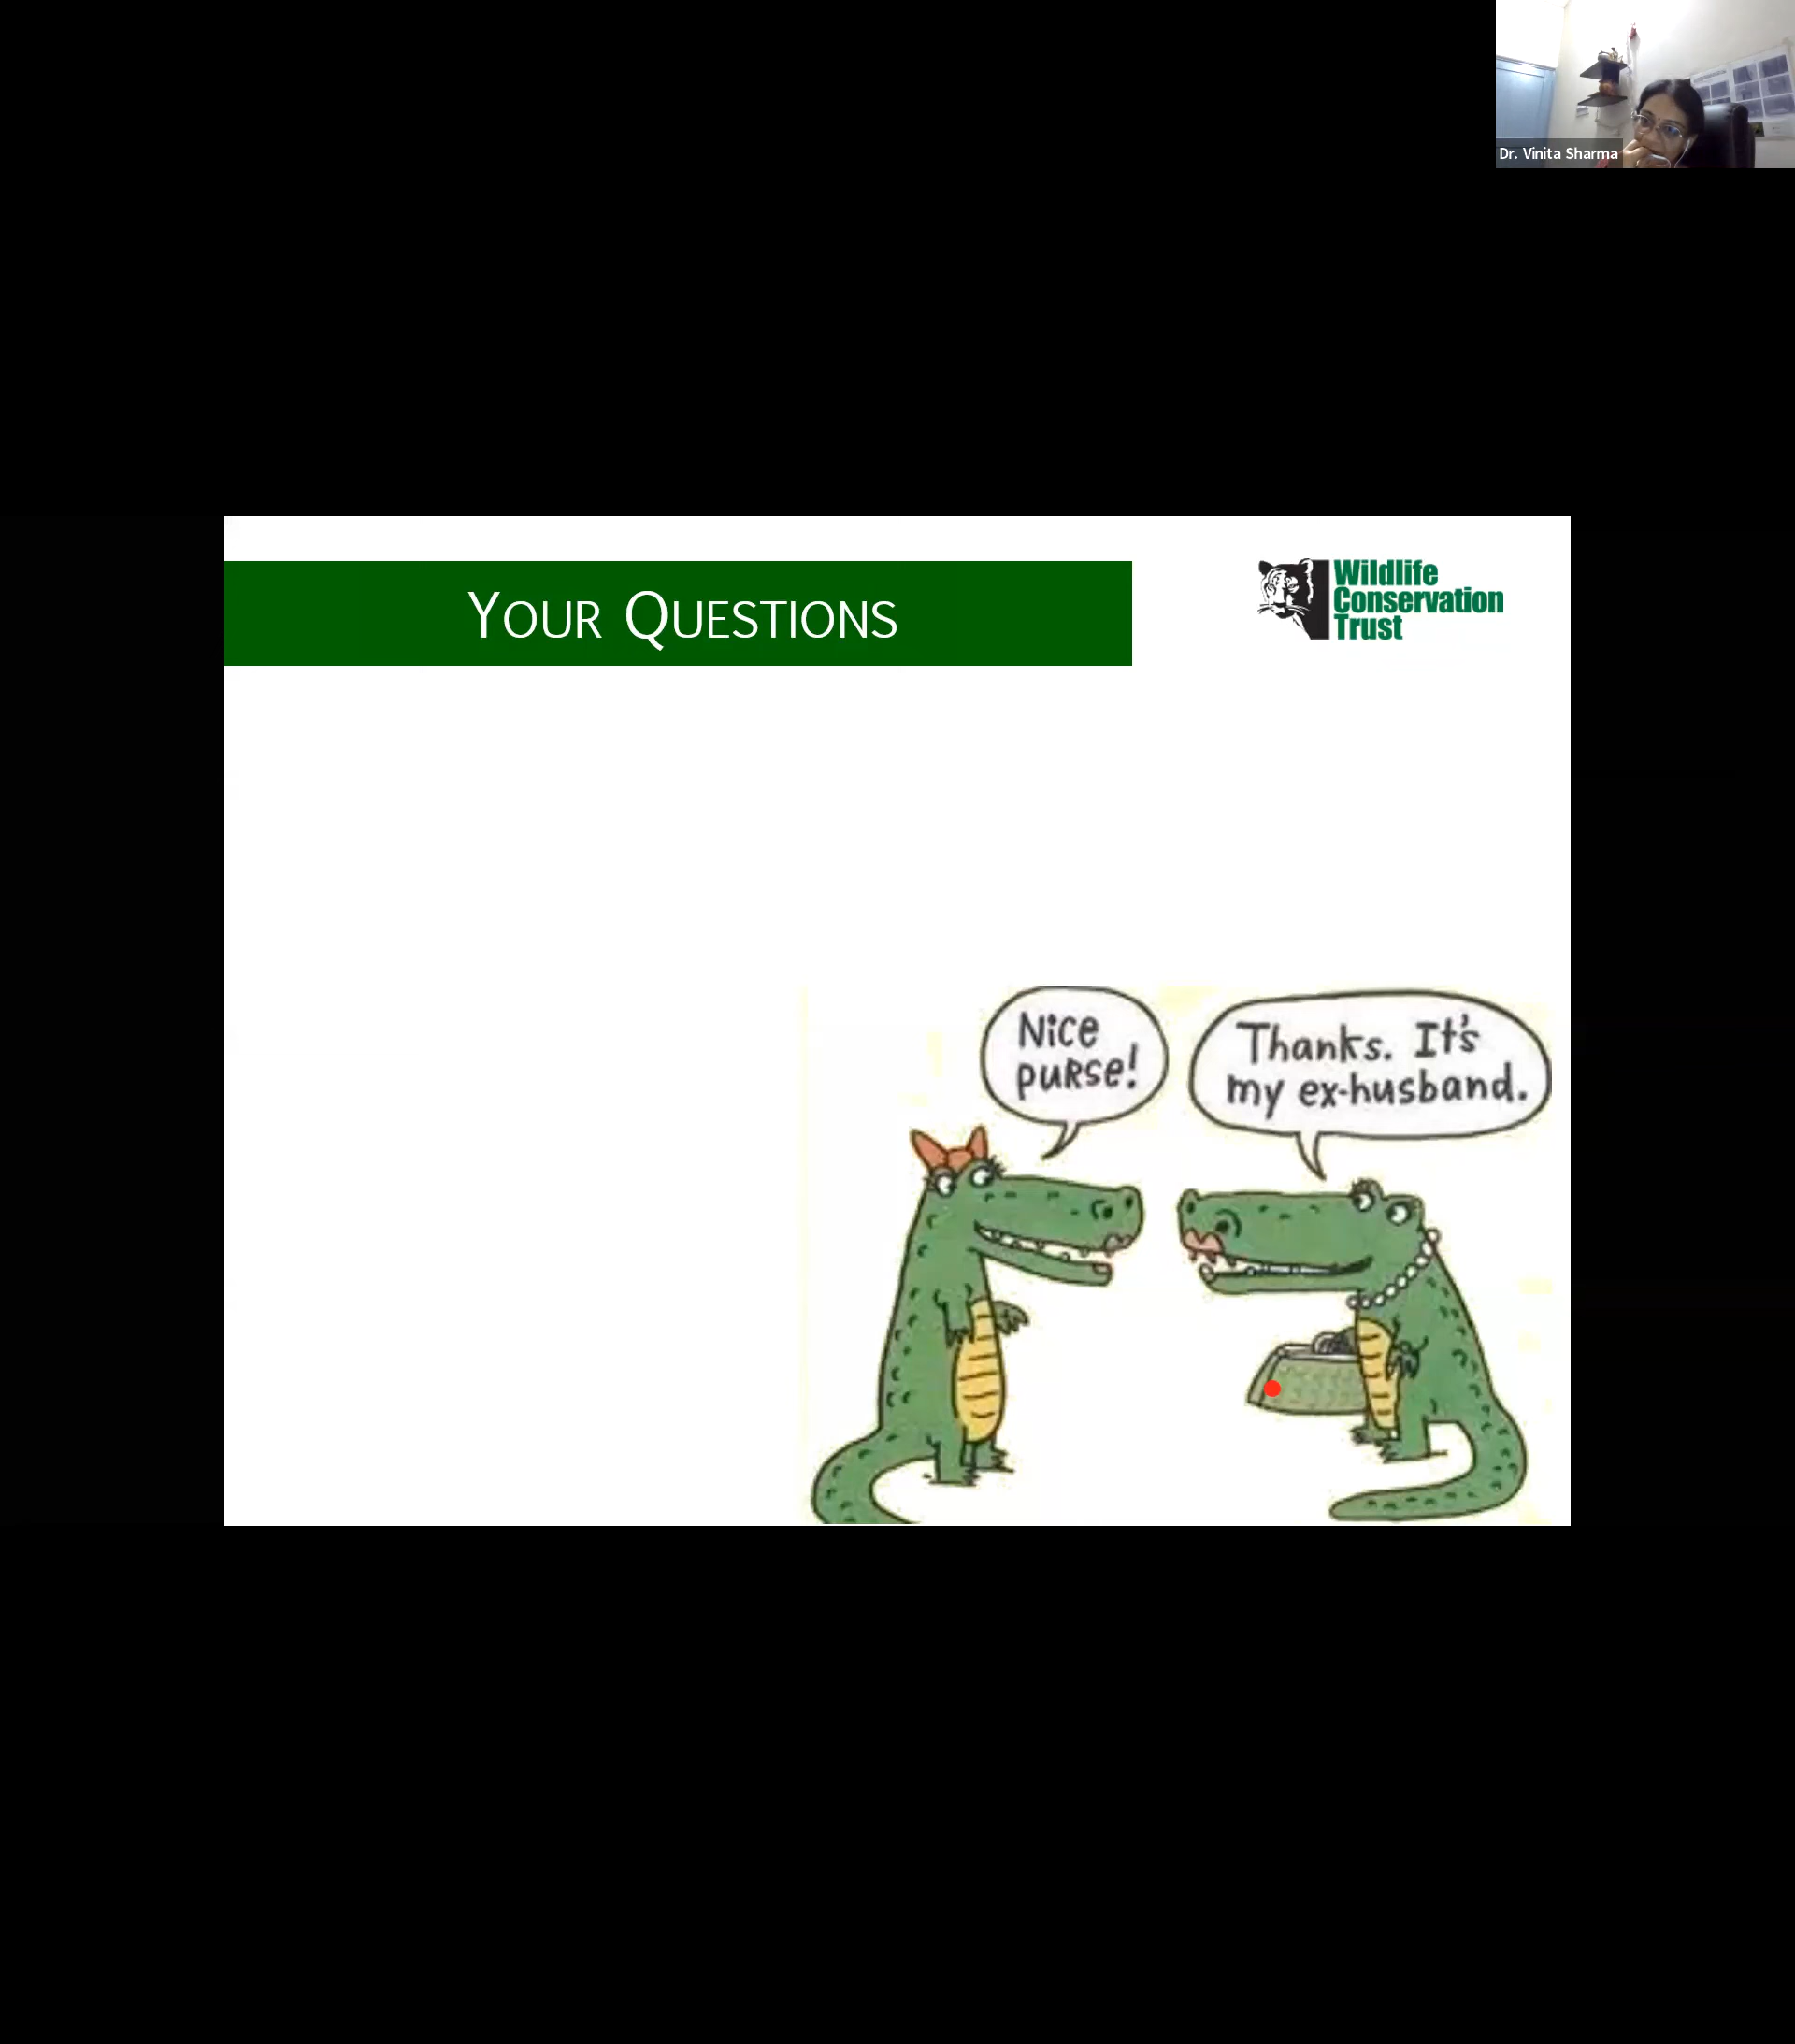 Dr. Vinita Sharma
Your Questions
Wildlife
Conservation
Trust
Nice
purse!
Thanks. It's
my ex-husband.